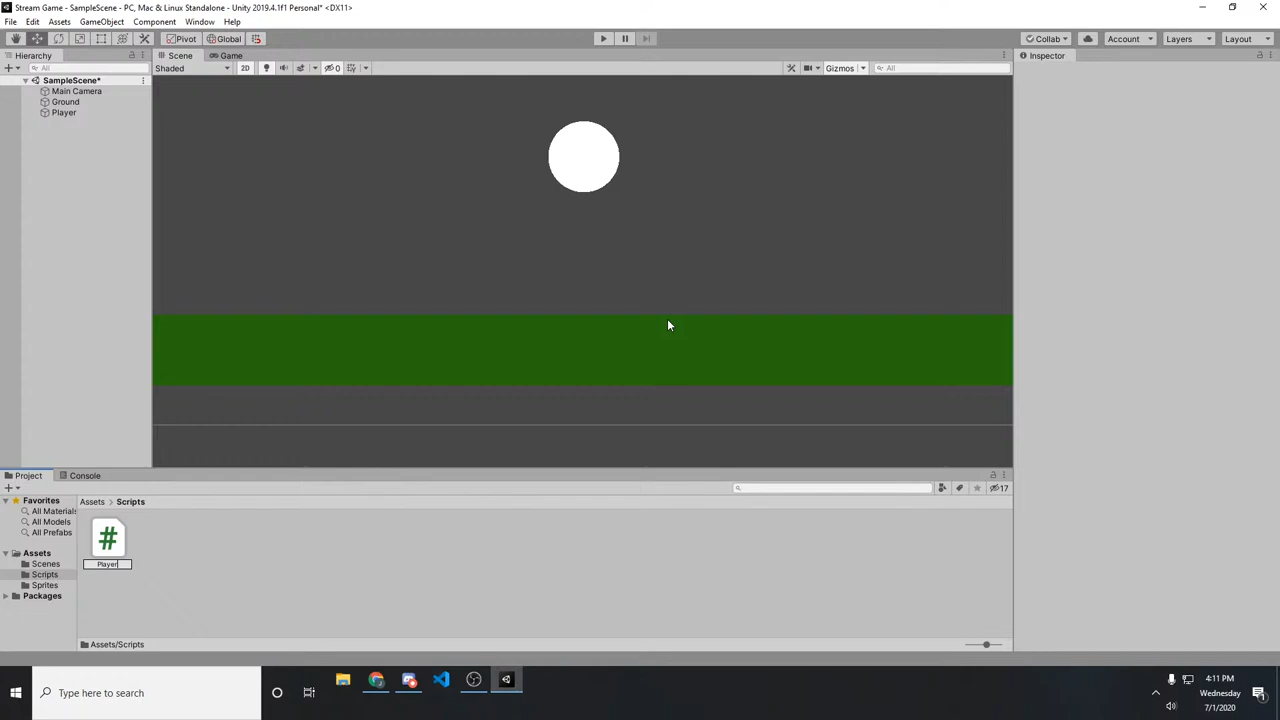 Stream Game - SampleScene - PC, Mac & Linux Standalone - Unity 2019.4.1f1 Personal* <DX11>
File Edit Assets GameObject Component Window Help
Pivot Global Collab Account Layers Layout
Hierarchy Scene Game Inspector
All Shaded 2D 0 Gizmos All
SampleScene*
Main Camera
Ground
Player
Project Console
17
Favorites Assets Scripts
All Materials
All Models
All Prefabs
Assets
Scenes
Player
Scripts
Sprites
Packages
Assets/Scripts
Type here to search
4:11 PM
Wednesday
7/1/2020